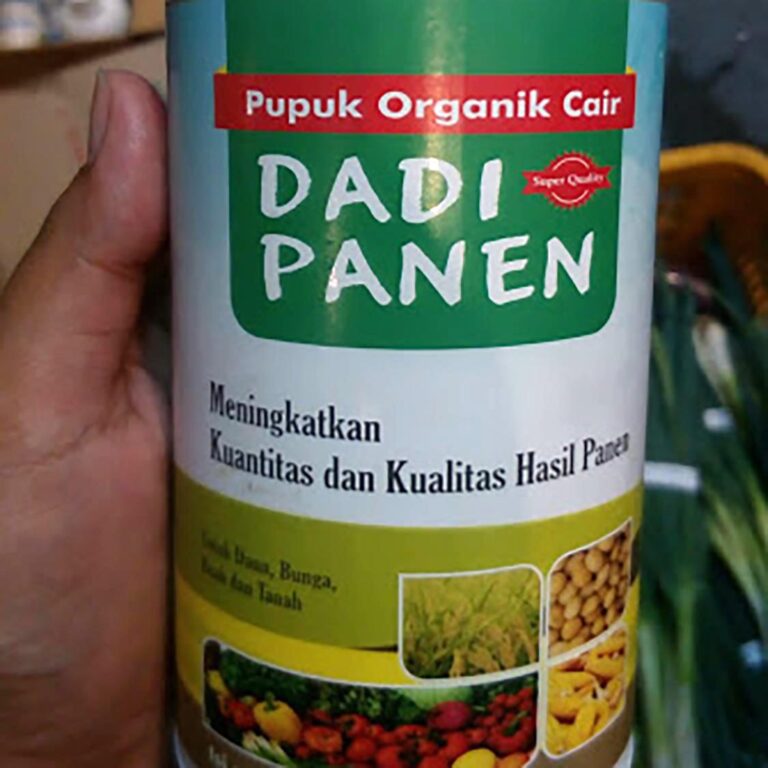 Pupuk Organik Cair
DADI
Super Quality
PANEN
Meningkatkan
Kuantitas dan Kualitas Hasil Panen
Untuk Daun, Bunga,
Buah dan Tanah